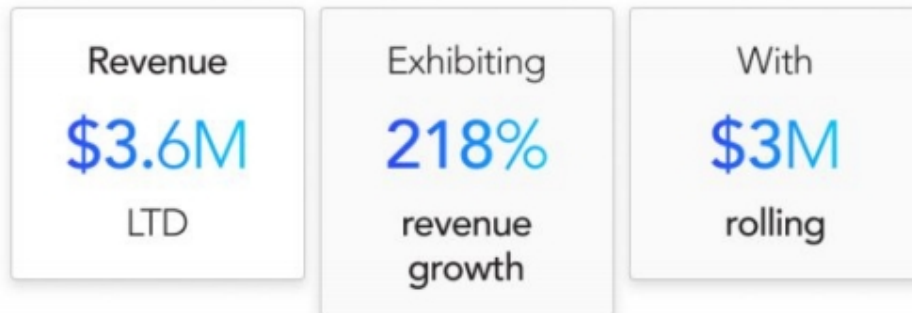 Revenue
$3.6M
LTD
Exhibiting
218%
revenue
growth
With
$3M
rolling